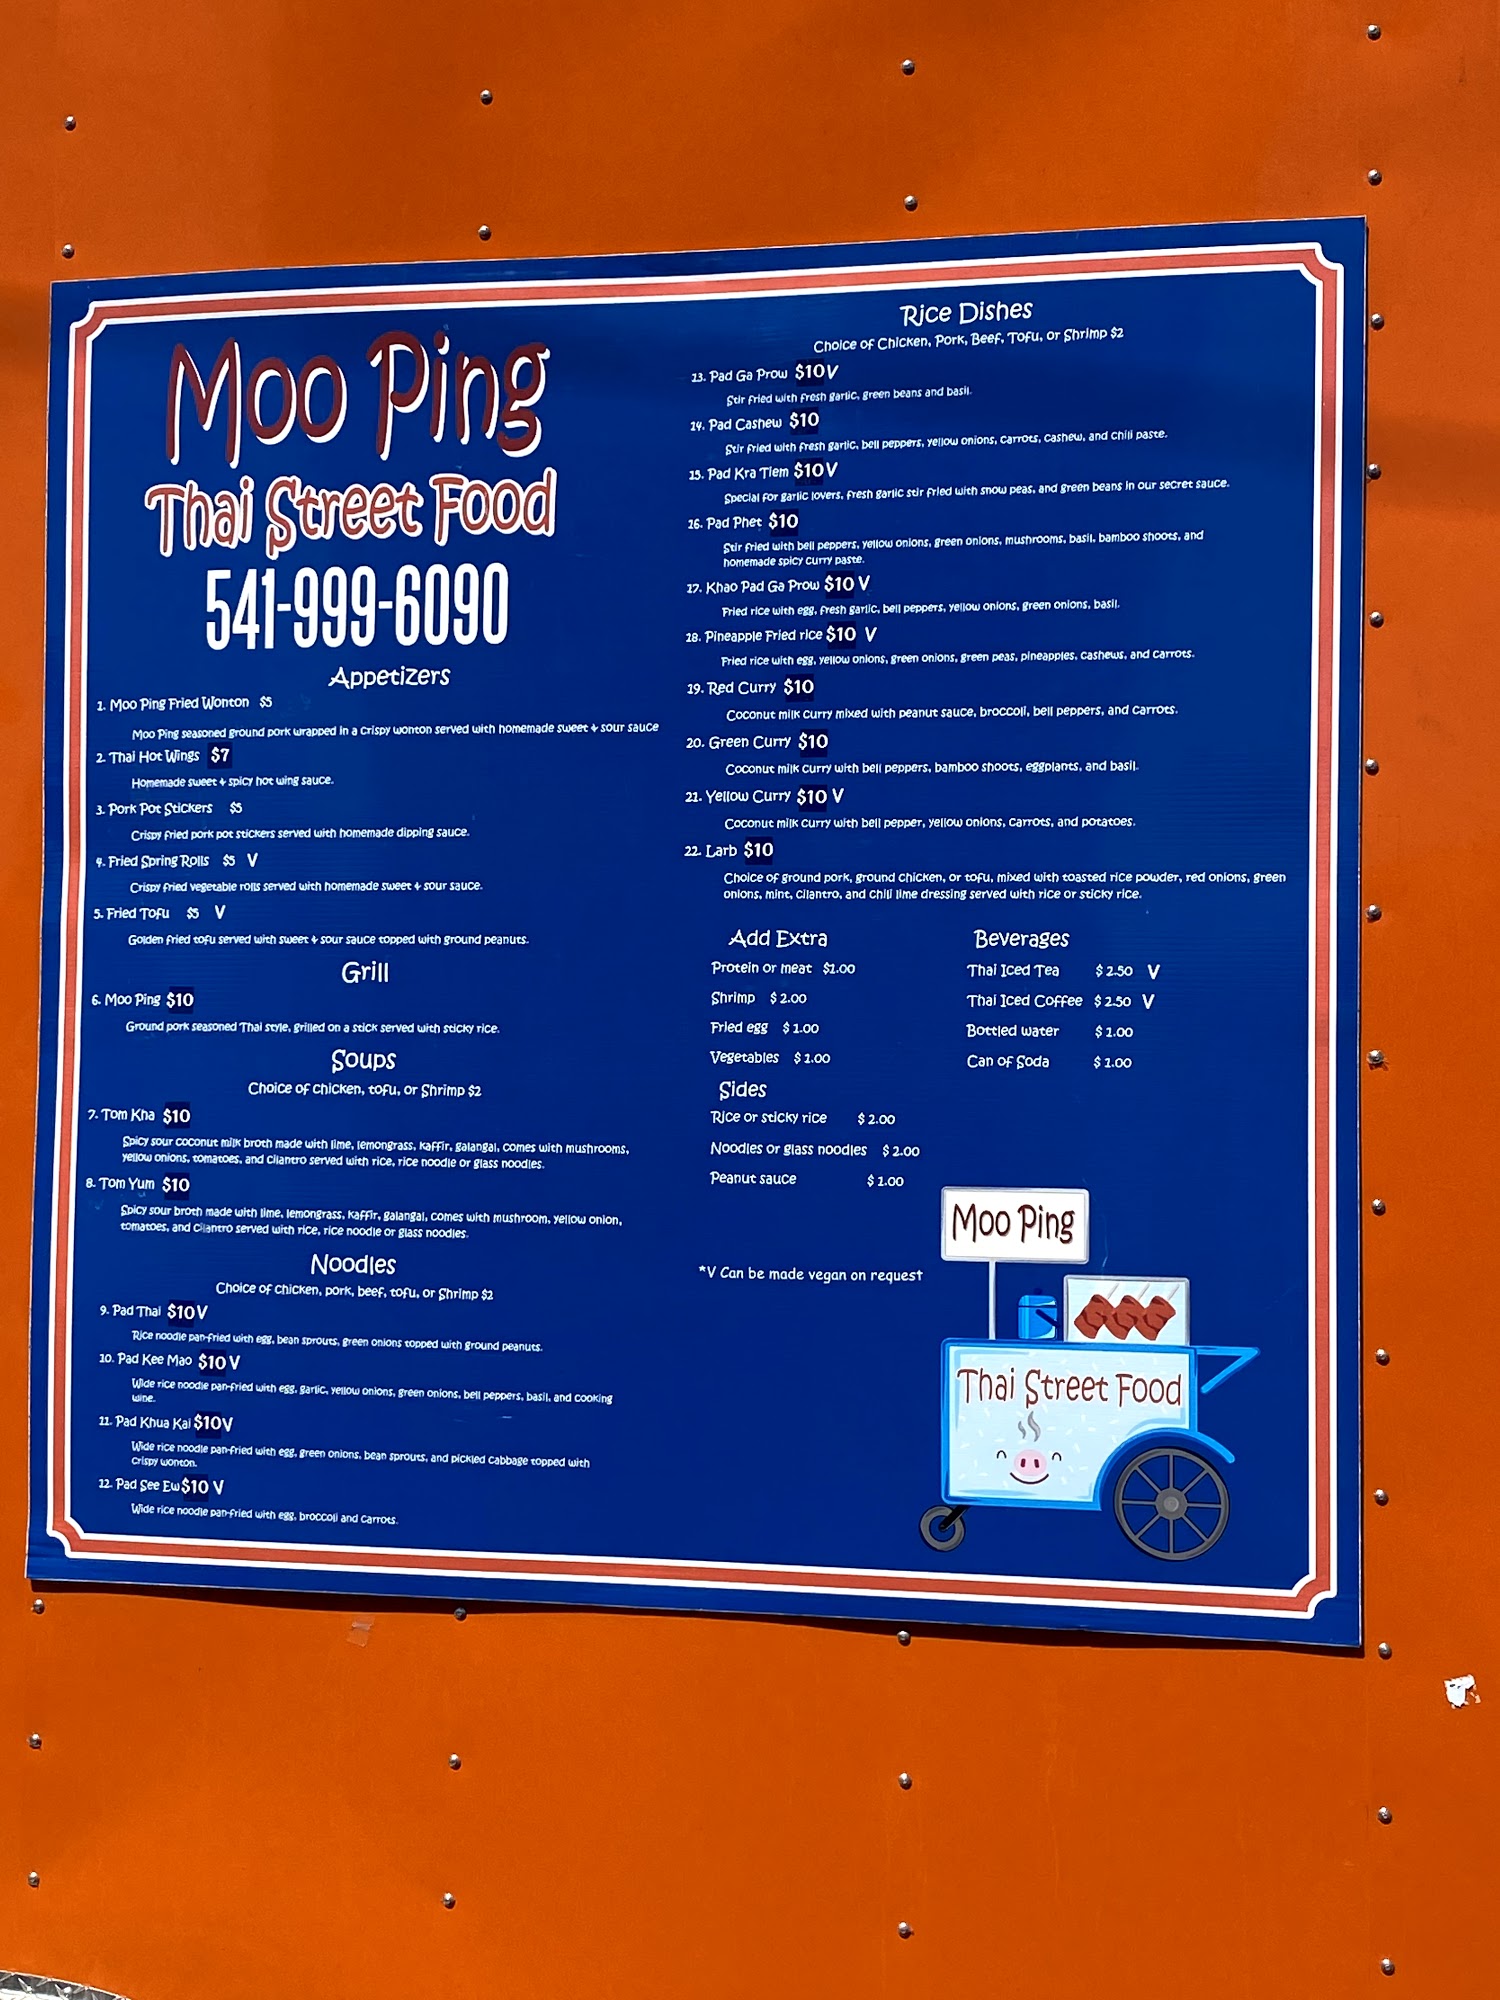 Moo Ping
Thai Street Food
541-999-6090
Appetizers
1. Moo Ping Fried Wonton $5
Moo Ping seasoned ground pork wrapped in a crispy wonton served with homemade sweet & sour sauce
2. Thai Hot Wings $7
Homemade sweet & spicy hot wing sauce.
3. Pork Pot Stickers $5
Crispy fried pork pot stickers served with homemade dipping sauce.
4. Fried Spring Rolls $5 V
Crispy fried vegetable rolls served with homemade sweet & sour sauce.
5. Fried Tofu $5 V
Golden fried tofu served with sweet & sour sauce topped with ground peanuts.
Grill
6. Moo Ping $10
Ground pork seasoned Thai style, grilled on a stick served with sticky rice.
Soups
Choice of chicken, tofu, or Shrimp $2
7. Tom Kha $10
Spicy sour coconut milk broth made with lime, lemongrass, kaffir, galangal, comes with mushrooms,
yellow onions, tomatoes, and cilantro served with rice, rice noodle or glass noodles.
8. Tom Yum $10
Spicy sour broth made with lime, lemongrass, kaffir, galangal, comes with mushroom, yellow onion,
tomatoes, and cilantro served with rice, rice noodle or glass noodles.
Noodles
Choice of chicken, pork, beef, tofu, or Shrimp $2
9. Pad Thai $10 V
Rice noodle pan-fried with egg, bean sprouts, green onions topped with ground peanuts.
10. Pad Kee Mao $10 V
Wide rice noodle pan-fried with egg, garlic, yellow onions, green onions, bell peppers, basil, and cooking
wine.
11. Pad Khua Kai $10 V
Wide rice noodle pan-fried with egg, green onions, bean sprouts, and pickled cabbage topped with
crispy wonton.
12. Pad See Ew $10 V
Wide rice noodle pan-fried with egg, broccoli and carrots.
Rice Dishes
Choice of Chicken, Pork, Beef, Tofu, or Shrimp $2
13. Pad Ga Prow $10 V
Stir fried with fresh garlic, green beans and basil.
14. Pad Cashew $10
Stir fried with fresh garlic, bell peppers, yellow onions, carrots, cashew, and chili paste.
15. Pad Kra Tiem $10 V
Special for garlic lovers, fresh garlic stir fried with snow peas, and green beans in our secret sauce.
16. Pad Phet $10
Stir fried with bell peppers, yellow onions, green onions, mushrooms, basil, bamboo shoots, and
homemade spicy curry paste.
17. Khao Pad Ga Prow $10 V
Fried rice with egg, fresh garlic, bell peppers, yellow onions, green onions, basil.
18. Pineapple Fried rice $10 V
Fried rice with egg, yellow onions, green onions, green peas, pineapples, cashews, and carrots.
19. Red Curry $10
Coconut milk curry mixed with peanut sauce, broccoli, bell peppers, and carrots.
20. Green Curry $10
Coconut milk curry with bell peppers, bamboo shoots, eggplants, and basil.
21. Yellow Curry $10 V
Coconut milk curry with bell pepper, yellow onions, carrots, and potatoes.
22. Larb $10
Choice of ground pork, ground chicken, or tofu, mixed with toasted rice powder, red onions, green
onions, mint, cilantro, and chili lime dressing served with rice or sticky rice.
Add Extra
Protein or meat $1.00
Shrimp $2.00
Fried egg $1.00
Vegetables $1.00
Sides
Rice or sticky rice $2.00
Noodles or glass noodles $2.00
Peanut sauce $1.00
Beverages
Thai Iced Tea $2.50 V
Thai Iced Coffee $2.50 V
Bottled water $1.00
Can of Soda $1.00
*V Can be made vegan on request
Moo Ping
Thai Street Food